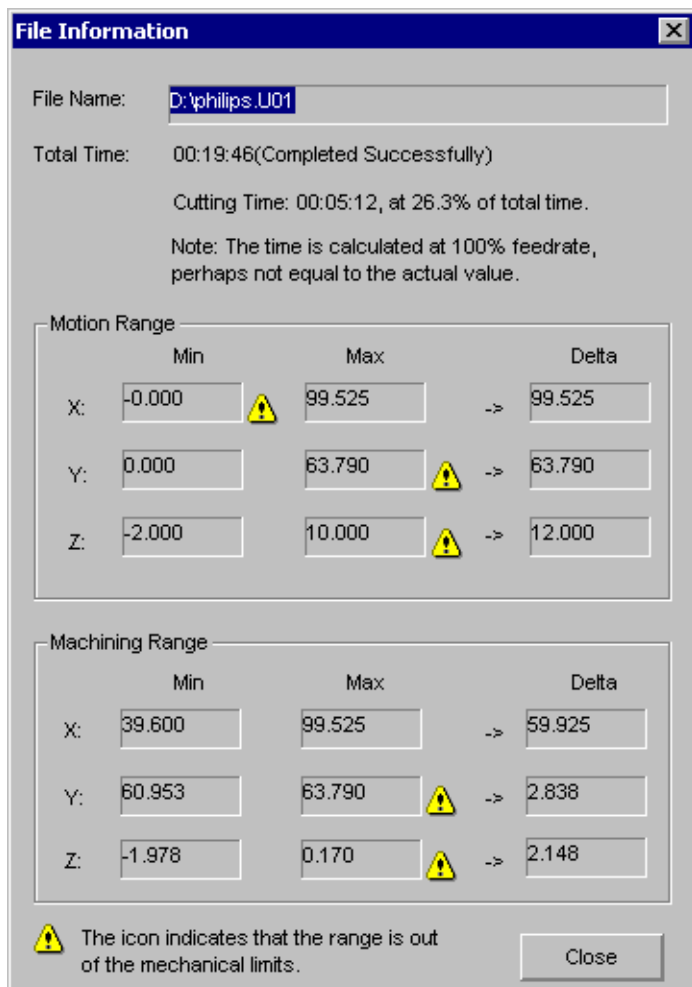 File Information
File Name: D:\philips.U01
Total Time: 00:19:46(Completed Successfully)
Cutting Time: 00:05:12, at 26.3% of total time.
Note: The time is calculated at 100% feedrate,
perhaps not equal to the actual value.
Motion Range
Min Max Delta
X: -0.000 99.525 -> 99.525
Y: 0.000 63.790 -> 63.790
Z: -2.000 10.000 -> 12.000
Machining Range
Min Max Delta
X: 39.600 99.525 -> 59.925
Y: 60.953 63.790 -> 2.838
Z: -1.978 0.170 -> 2.148
The icon indicates that the range is out
of the mechanical limits.
Close